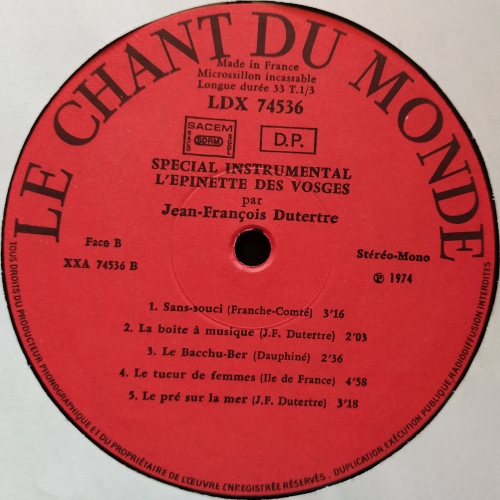 LE CHANT DU MONDE
Made in France
Microssillon incassable
Longue durée 33 T.1/3
LDX 74536
SACEM
SACD
SDRM
SGDL
D.P.
SPECIAL INSTRUMENTAL
L'EPINETTE DES VOSGES
par
Jean-François Dutertre
Face B
XXA 74536 B
Stéréo-Mono
Ⓟ 1974
1. Sans-souci (Franche-Comté) 3'16
2. La boîte à musique (J.F. Dutertre) 2'03
3. Le Bacchu-Ber (Dauphiné) 2'36
4. Le tueur de femmes (Ile de France) 4'58
5. Le pré sur la mer (J.F. Dutertre) 3'18
TOUS DROITS DU PRODUCTEUR PHONOGRAPHIQUE ET DU PROPRIÉTAIRE DE L'ŒUVRE ENREGISTRÉE RÉSERVÉS. DUPLICATION EXÉCUTION PUBLIQUE, RADIODIFFUSION INTERDITES